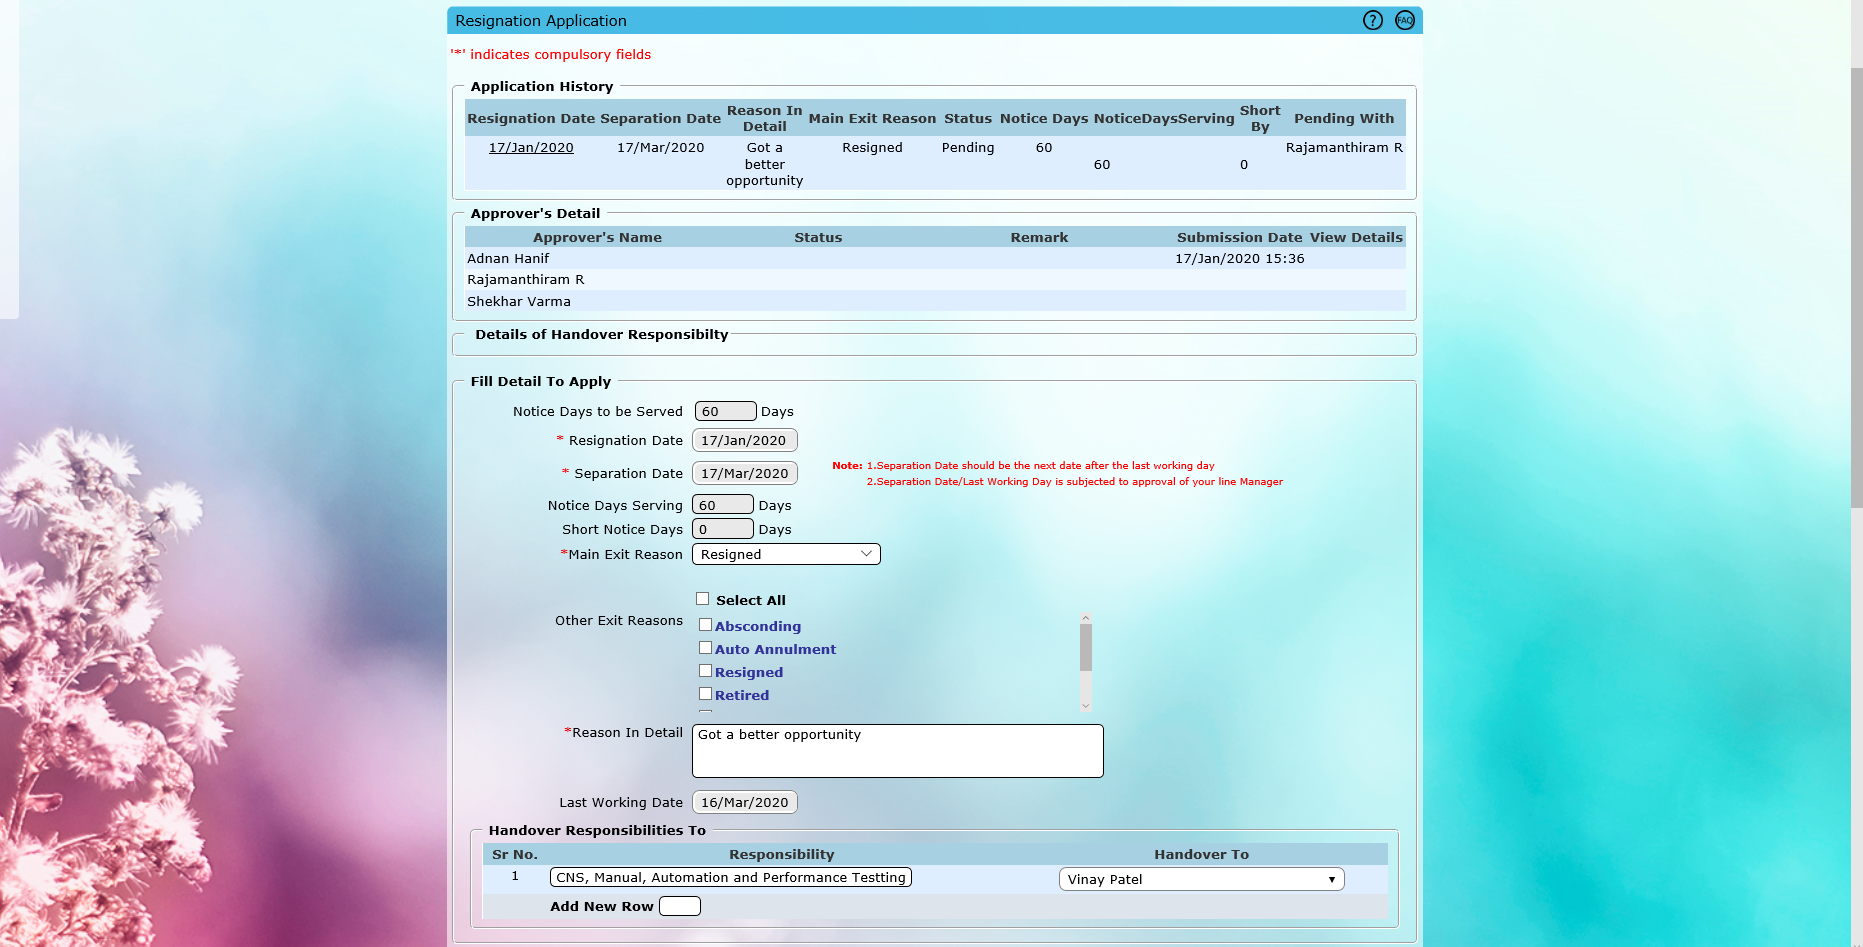 Resignation Application ? FAQ
'*' indicates compulsory fields
Application History
Resignation Date Separation Date Reason In Detail Main Exit Reason Status Notice Days NoticeDaysServing Short By Pending With
17/Jan/2020 17/Mar/2020 Got a better opportunity Resigned Pending 60 60 0 Rajamanthiram R
Approver's Detail
Approver's Name Status Remark Submission Date View Details
Adnan Hanif 17/Jan/2020 15:36
Rajamanthiram R
Shekhar Varma
Details of Handover Responsibilty
Fill Detail To Apply
Notice Days to be Served 60 Days
* Resignation Date 17/Jan/2020
* Separation Date 17/Mar/2020
Note: 1.Separation Date should be the next date after the last working day
2.Separation Date/Last Working Day is subjected to approval of your line Manager
Notice Days Serving 60 Days
Short Notice Days 0 Days
*Main Exit Reason Resigned
Select All
Other Exit Reasons
Absconding
Auto Annulment
Resigned
Retired
*Reason In Detail Got a better opportunity
Last Working Date 16/Mar/2020
Handover Responsibilities To
Sr No. Responsibility Handover To
1 CNS, Manual, Automation and Performance Testting Vinay Patel
Add New Row